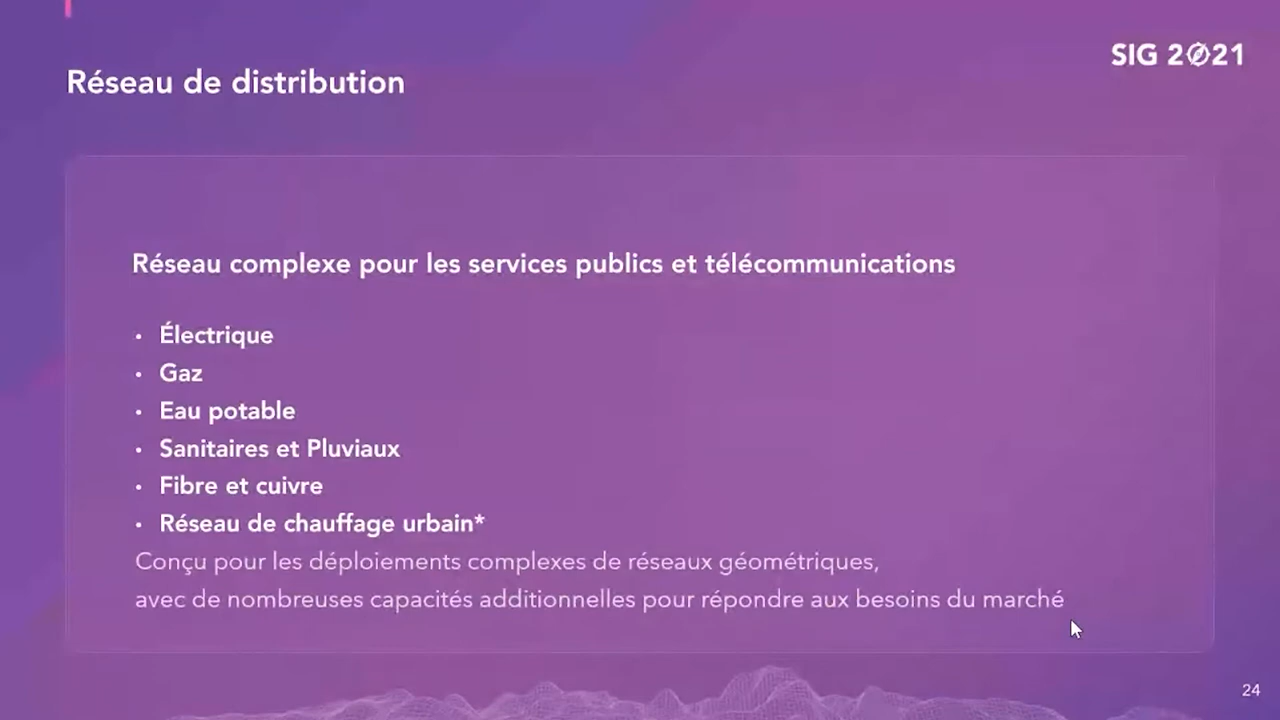 SIG 2021
Réseau de distribution
Réseau complexe pour les services publics et télécommunications
• Électrique
• Gaz
• Eau potable
• Sanitaires et Pluviaux
• Fibre et cuivre
• Réseau de chauffage urbain*
Conçu pour les déploiements complexes de réseaux géométriques,
avec de nombreuses capacités additionnelles pour répondre aux besoins du marché
24